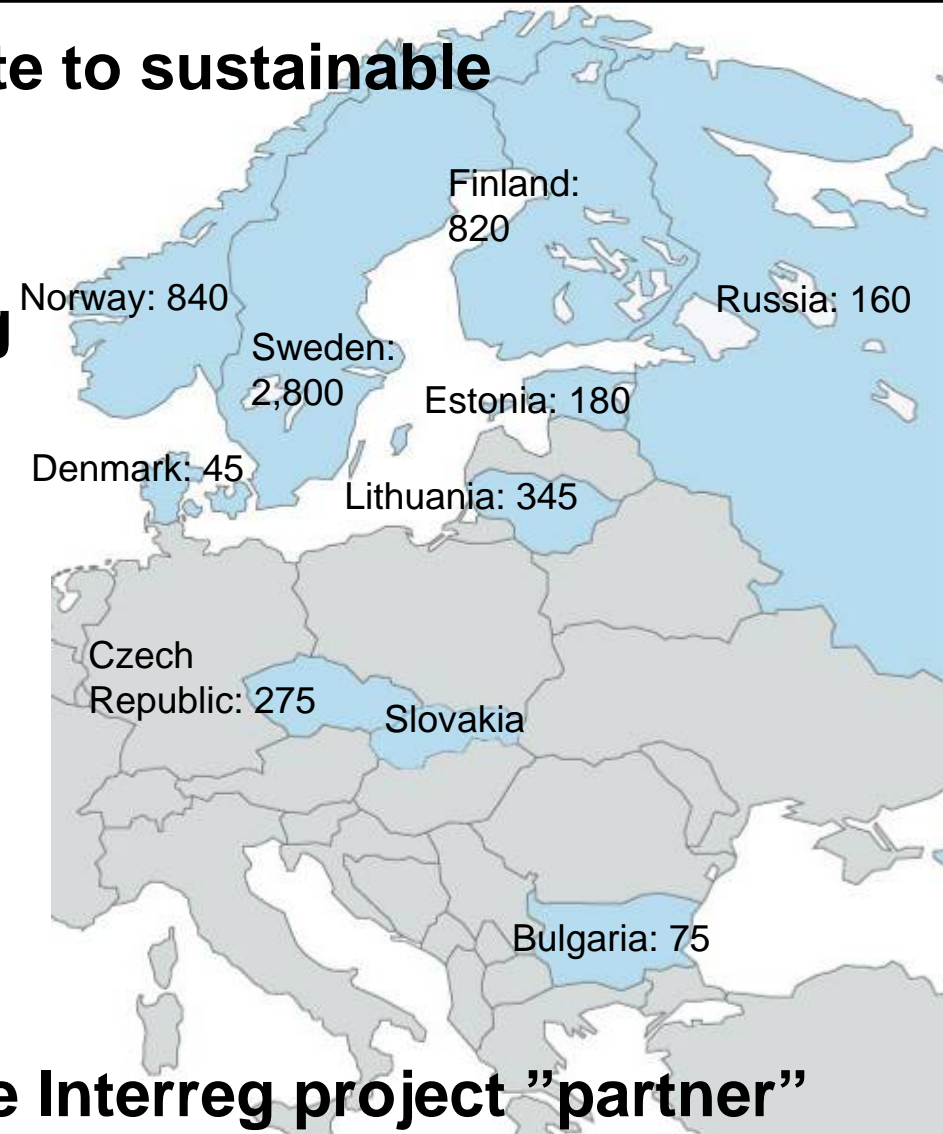 te to sustainable
Finland:
820
Norway: 840
g
Russia: 160
Sweden:
2,800
Estonia: 180
Denmark: 45
Lithuania: 345
Czech
Republic: 275
Slovakia
Bulgaria: 75
e Interreg project ”partner”